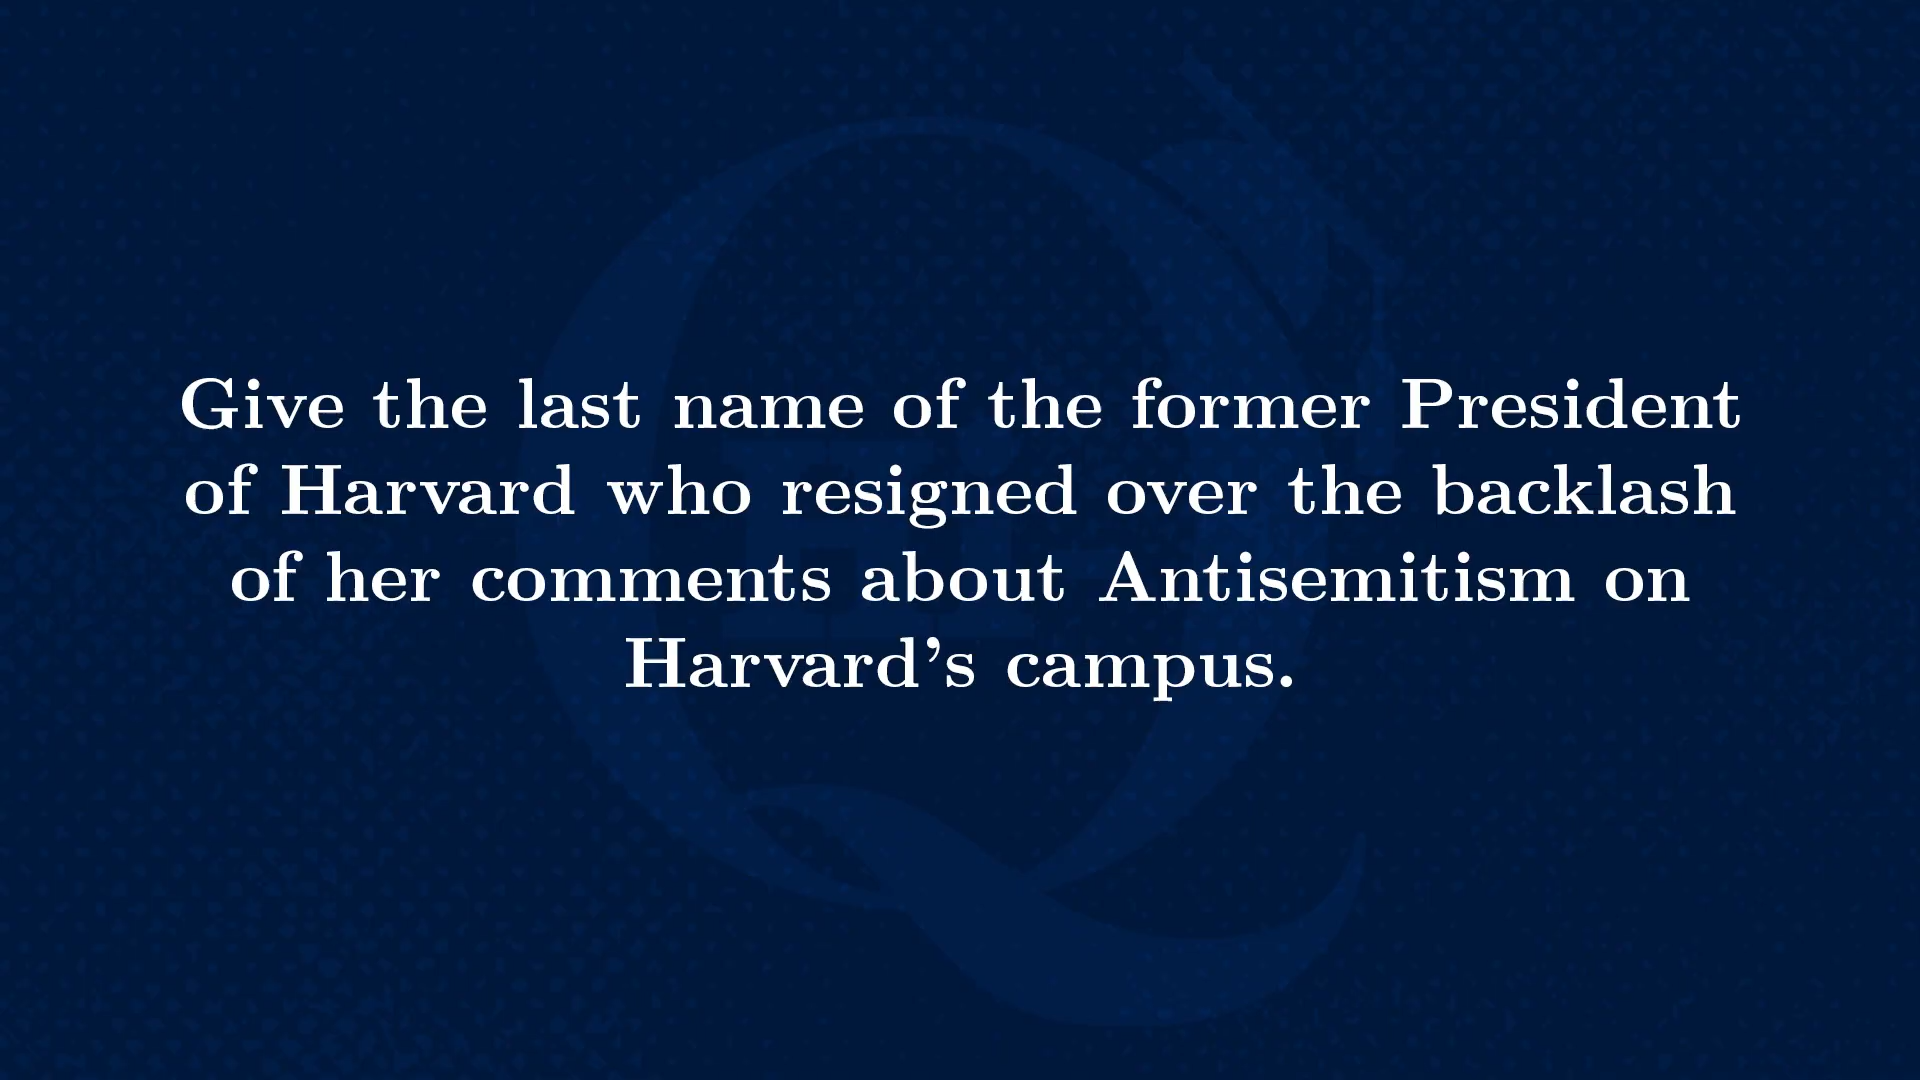 Give the last name of the former President
of Harvard who resigned over the backlash
of her comments about Antisemitism on
Harvard’s campus.